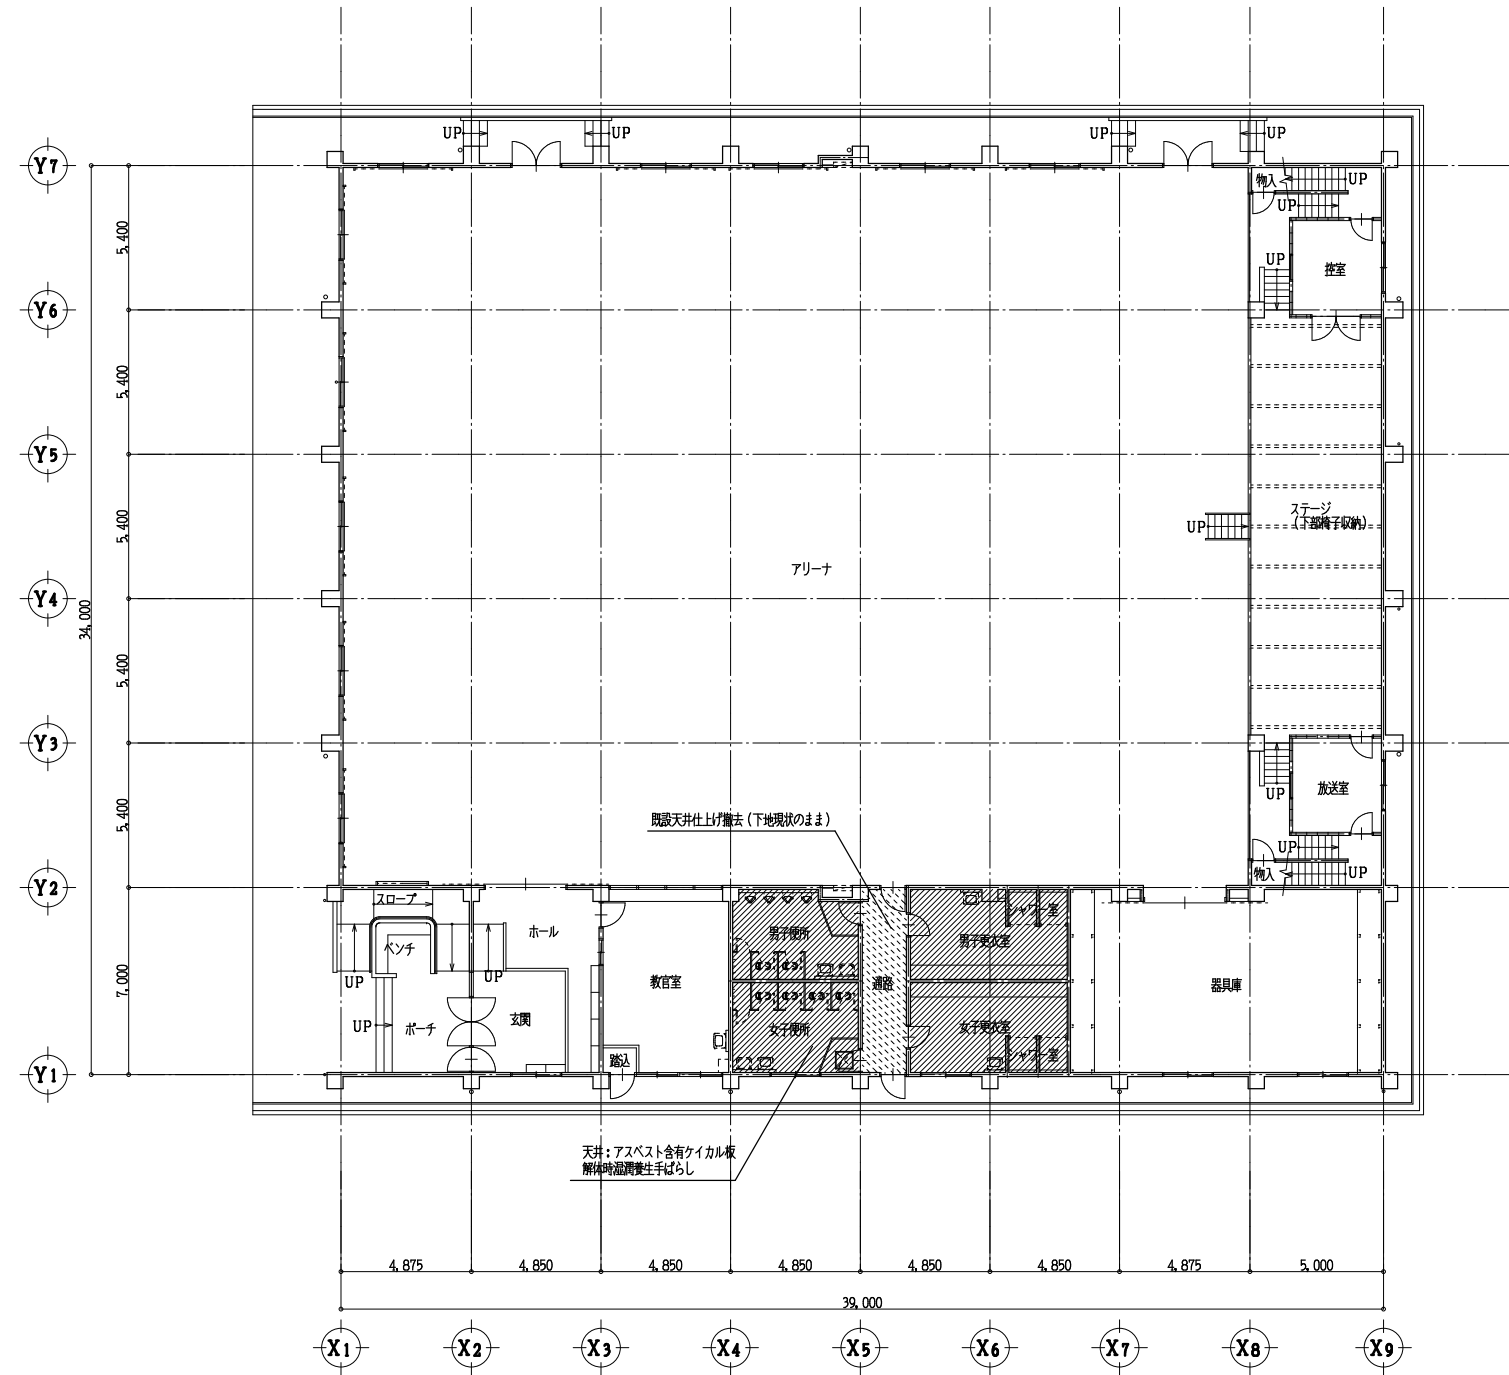 UP
UP
UP
UP
Y7
物入
UP
UP
5,400
UP
控室
Y6
5,400
Y5
ステージ
(下部椅子収納)
5,400
UP
アリーナ
Y4
34,000
5,400
Y3
放送室
UP
既設天井仕上げ撤去(下地現状のまま)
5,400
UP
物入
UP
Y2
スロープ
ホール
男子便所
シャワー室
男子更衣室
ベンチ
UP
UP
教官室
通路
器具庫
7,000
玄関
UP
ポーチ
女子便所
女子更衣室
シャワー室
踏込
Y1
天井:アスベスト含有ケイカル板
解体時湿潤養生手ばらし
4,875
4,850
4,850
4,850
4,850
4,850
4,875
5,000
39,000
X1
X2
X3
X4
X5
X6
X7
X8
X9